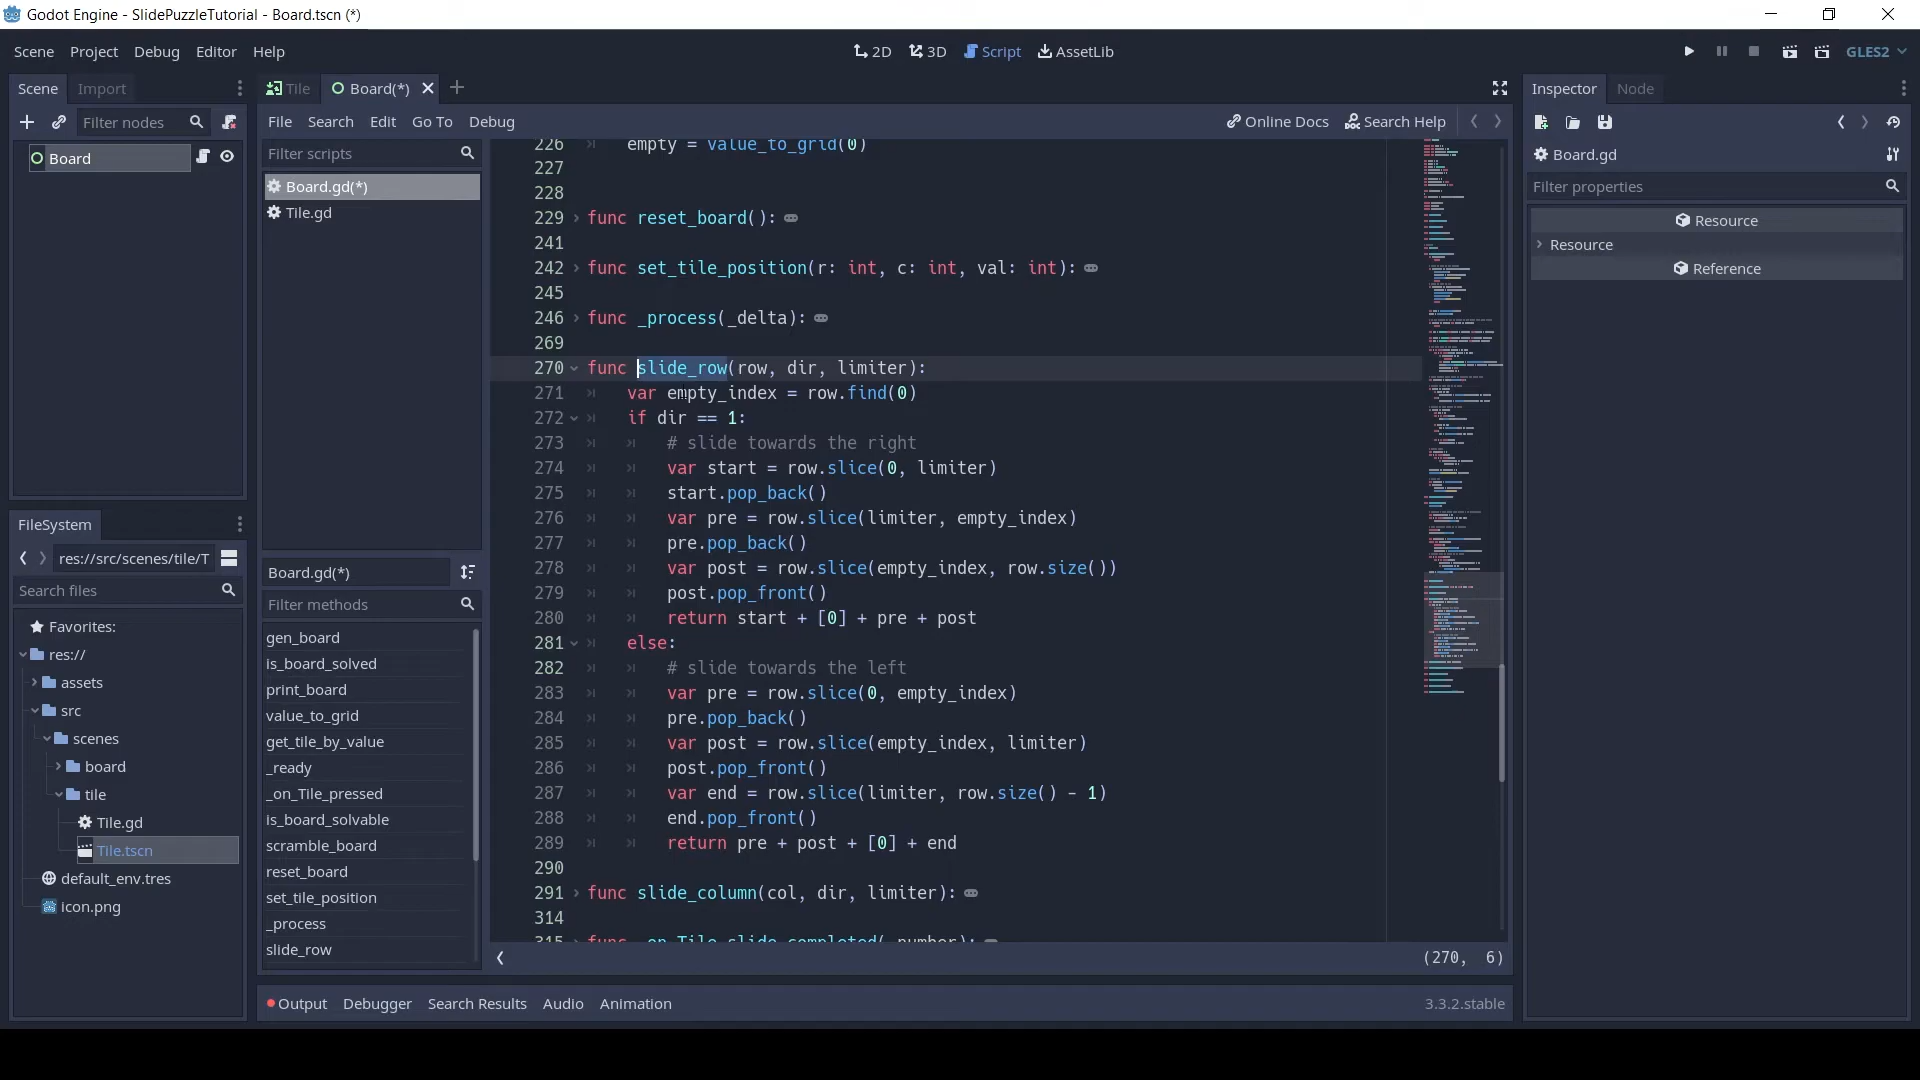 Godot Engine - SlidePuzzleTutorial - Board.tscn (*)
Scene Project Debug Editor Help
2D 3D Script AssetLib
GLES2
Scene Import
Filter nodes
Board
FileSystem
res://src/scenes/tile/T
Search files
Favorites:
res://
assets
src
scenes
board
tile
Tile.gd
Tile.tscn
default_env.tres
icon.png
Tile Board(*)
File Search Edit Go To Debug
Online Docs Search Help
Filter scripts
Board.gd(*)
Tile.gd
Board.gd(*)
Filter methods
gen_board
is_board_solved
print_board
value_to_grid
get_tile_by_value
_ready
_on_Tile_pressed
is_board_solvable
scramble_board
reset_board
set_tile_position
_process
slide_row
226 empty = value_to_grid(0)
227
228
229 func reset_board():
241
242 func set_tile_position(r: int, c: int, val: int):
245
246 func _process(_delta):
269
270 func slide_row(row, dir, limiter):
271 var empty_index = row.find(0)
272 if dir == 1:
273 # slide towards the right
274 var start = row.slice(0, limiter)
275 start.pop_back()
276 var pre = row.slice(limiter, empty_index)
277 pre.pop_back()
278 var post = row.slice(empty_index, row.size())
279 post.pop_front()
280 return start + [0] + pre + post
281 else:
282 # slide towards the left
283 var pre = row.slice(0, empty_index)
284 pre.pop_back()
285 var post = row.slice(empty_index, limiter)
286 post.pop_front()
287 var end = row.slice(limiter, row.size() - 1)
288 end.pop_front()
289 return pre + post + [0] + end
290
291 func slide_column(col, dir, limiter):
314
315 func _on_Tile_slide_completed(_number):
(270, 6)
Output Debugger Search Results Audio Animation
3.3.2.stable
Inspector Node
Board.gd
Filter properties
Resource
Resource
Reference